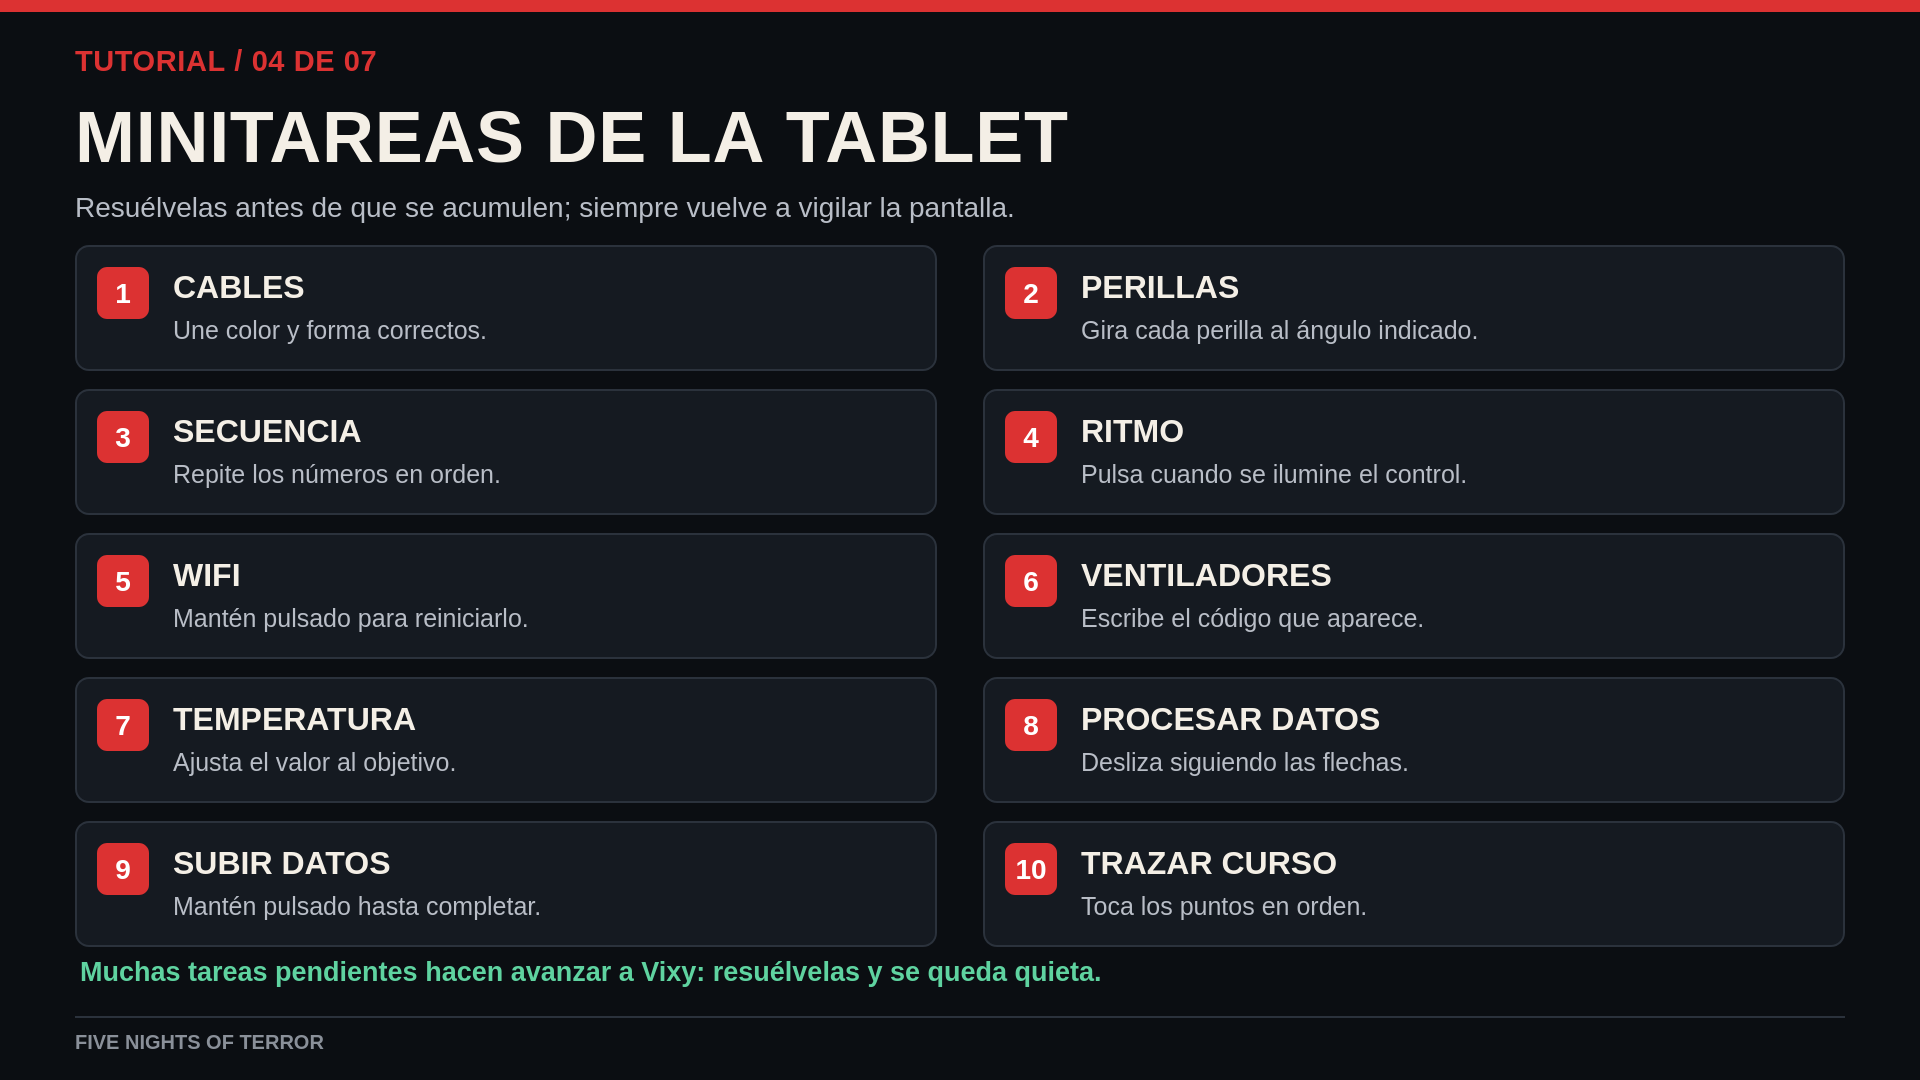 TUTORIAL / 04 DE 07
MINITAREAS DE LA TABLET
Resuélvelas antes de que se acumulen; siempre vuelve a vigilar la pantalla.
1
CABLES
Une color y forma correctos.
2
PERILLAS
Gira cada perilla al ángulo indicado.
3
SECUENCIA
Repite los números en orden.
4
RITMO
Pulsa cuando se ilumine el control.
5
WIFI
Mantén pulsado para reiniciarlo.
6
VENTILADORES
Escribe el código que aparece.
7
TEMPERATURA
Ajusta el valor al objetivo.
8
PROCESAR DATOS
Desliza siguiendo las flechas.
9
SUBIR DATOS
Mantén pulsado hasta completar.
10
TRAZAR CURSO
Toca los puntos en orden.
Muchas tareas pendientes hacen avanzar a Vixy: resuélvelas y se queda quieta.
FIVE NIGHTS OF TERROR